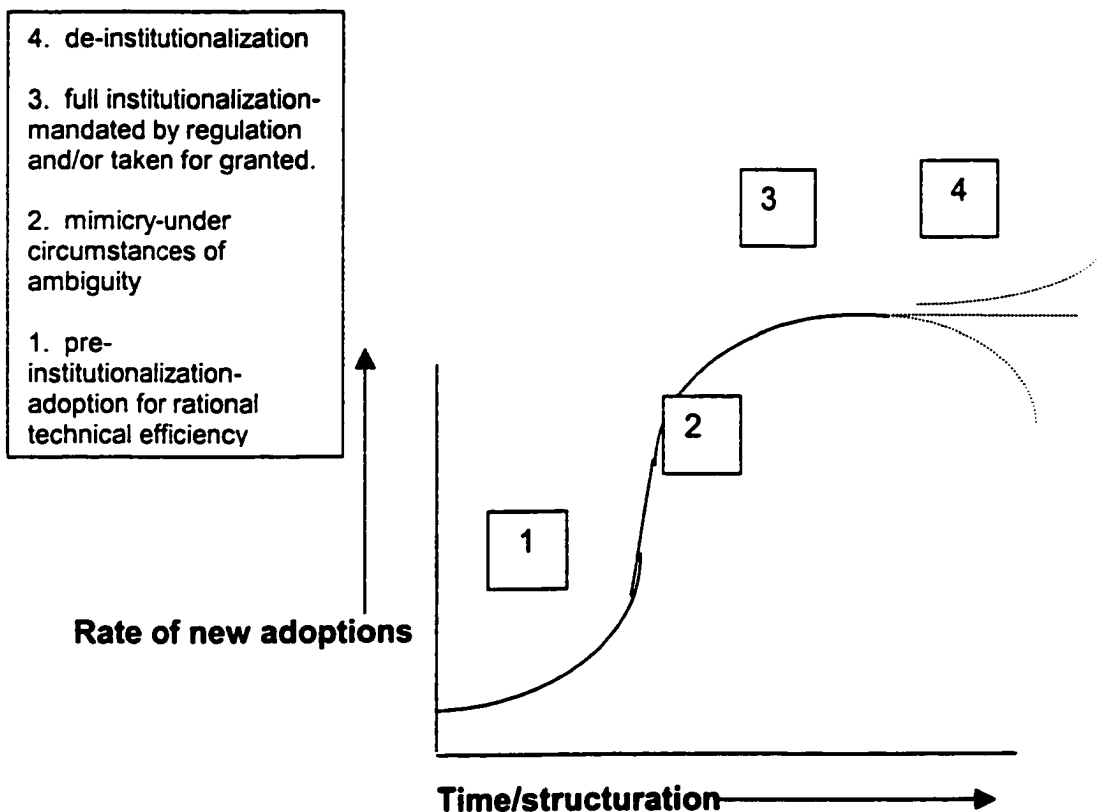 4. de-institutionalization
3. full institutionalization-
mandated by regulation
and/or taken for granted.
2. mimicry-under
circumstances of
ambiguity
1. pre-
institutionalization-
adoption for rational
technical efficiency
3
4
2
1
Rate of new adoptions
Time/structuration